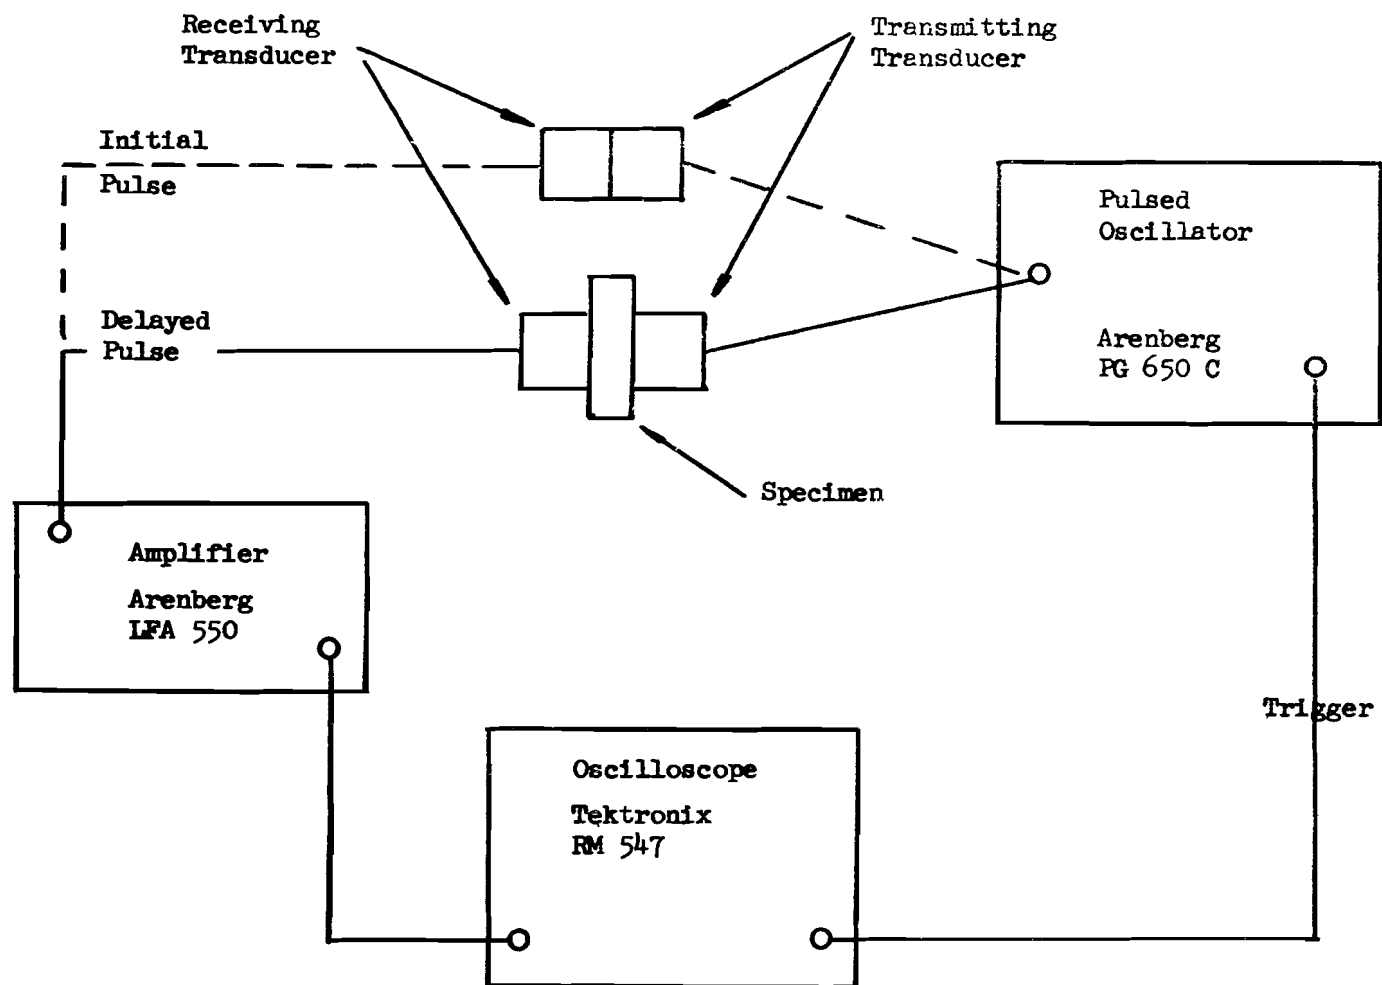 Receiving
Transducer
Transmitting
Transducer
Initial
Pulse
Pulsed
Oscillator
Delayed
Pulse
Arenberg
PG 650 C
Specimen
Amplifier
Arenberg
LFA 550
Trigger
Oscilloscope
Tektronix
RM 547